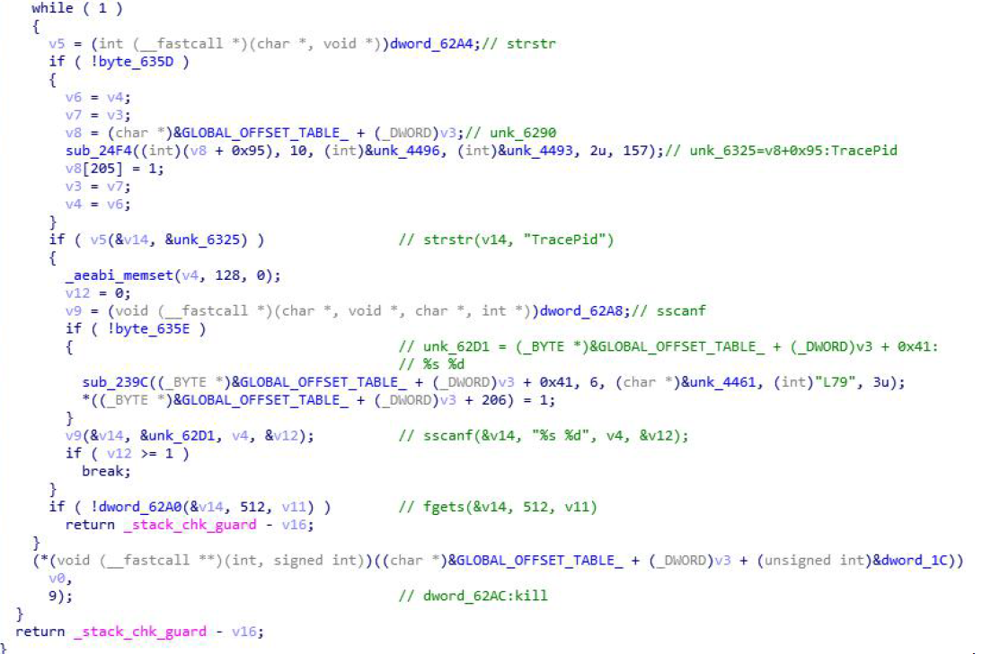 while ( 1 )
{
v5 = (int (__fastcall *)(char *, void *))dword_62A4;// strstr
if ( !byte_635D )
{
v6 = v4;
v7 = v3;
v8 = (char *)&GLOBAL_OFFSET_TABLE_ + (_DWORD)v3;// unk_6290
sub_24F4((int)(v8 + 0x95), 10, (int)&unk_4496, (int)&unk_4493, 2u, 157);// unk_6325=v8+0x95:TracePid
v8[205] = 1;
v3 = v7;
v4 = v6;
}
if ( v5(&v14, &unk_6325) ) // strstr(v14, "TracePid")
{
_aeabi_memset(v4, 128, 0);
v12 = 0;
v9 = (void (__fastcall *)(char *, void *, char *, int *))dword_62A8;// sscanf
if ( !byte_635E )
{ // unk_62D1 = (_BYTE *)&GLOBAL_OFFSET_TABLE_ + (_DWORD)v3 + 0x41:
// %s %d
sub_239C((_BYTE *)&GLOBAL_OFFSET_TABLE_ + (_DWORD)v3 + 0x41, 6, (char *)&unk_4461, (int)"L79", 3u);
*((_BYTE *)&GLOBAL_OFFSET_TABLE_ + (_DWORD)v3 + 206) = 1;
}
v9(&v14, &unk_62D1, v4, &v12); // sscanf(&v14, "%s %d", v4, &v12);
if ( v12 >= 1 )
break;
}
if ( !dword_62A0(&v14, 512, v11) ) // fgets(&v14, 512, v11)
return _stack_chk_guard - v16;
}
(*(void (__fastcall **)(int, signed int))((char *)&GLOBAL_OFFSET_TABLE_ + (_DWORD)v3 + (unsigned int)&dword_1C))(
v0,
9); // dword_62AC:kill
}
return _stack_chk_guard - v16;
}